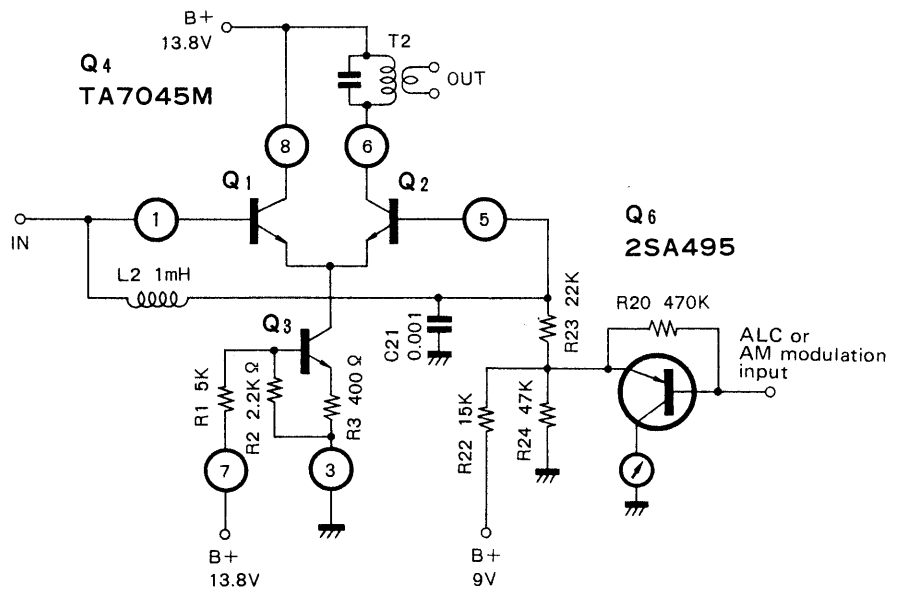 B+
13.8V
T2
Q4
TA7045M
OUT
8
6
Q1
Q2
1
5
IN
Q6
2SA495
L2 1mH
R20 470K
Q3
C21 0.001
R23 22K
ALC or
AM modulation
input
R1 5K
R2 2.2KΩ
R3 400Ω
R22 15K
R24 47K
7
3
B+
13.8V
B+
9V